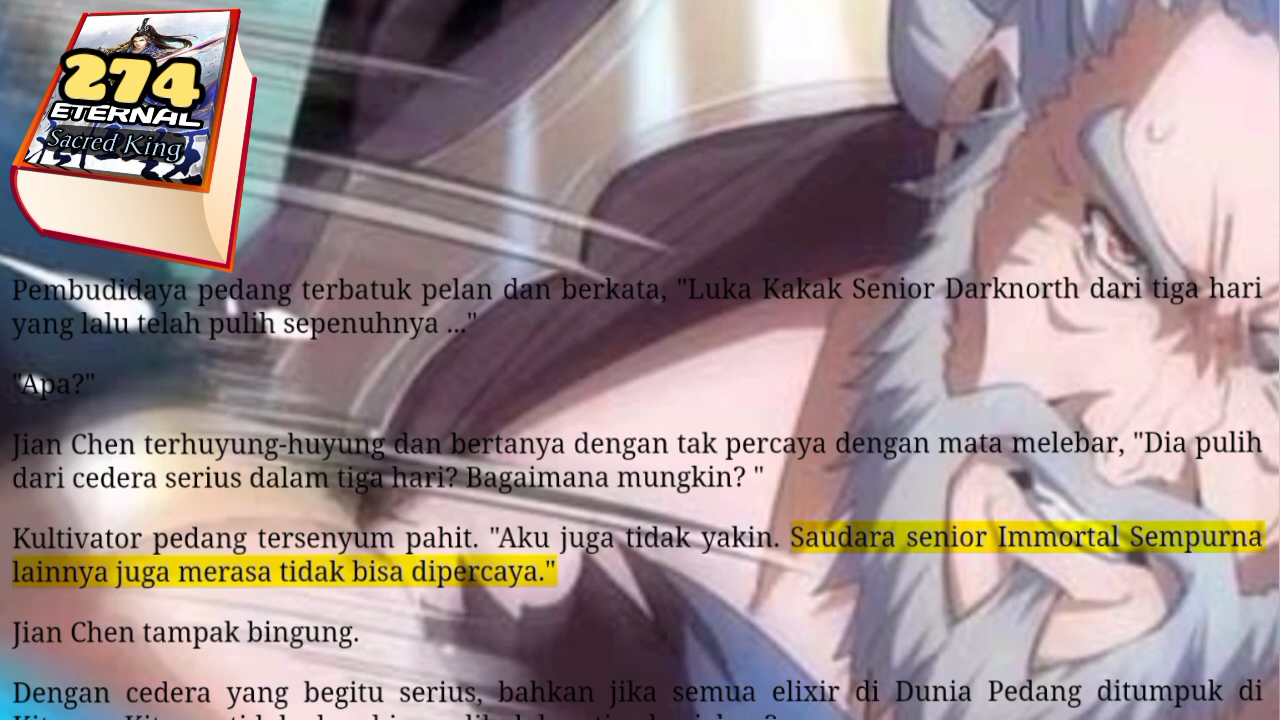 274
ETERNAL
Sacred King
Pembudidaya pedang terbatuk pelan dan berkata, "Luka Kakak Senior Darknorth dari tiga hari
yang lalu telah pulih sepenuhnya ..."
"Apa?"
Jian Chen terhuyung-huyung dan bertanya dengan tak percaya dengan mata melebar, "Dia pulih
dari cedera serius dalam tiga hari? Bagaimana mungkin? "
Kultivator pedang tersenyum pahit. "Aku juga tidak yakin. Saudara senior Immortal Sempurna
lainnya juga merasa tidak bisa dipercaya."
Jian Chen tampak bingung.
Dengan cedera yang begitu serius, bahkan jika semua elixir di Dunia Pedang ditumpuk di